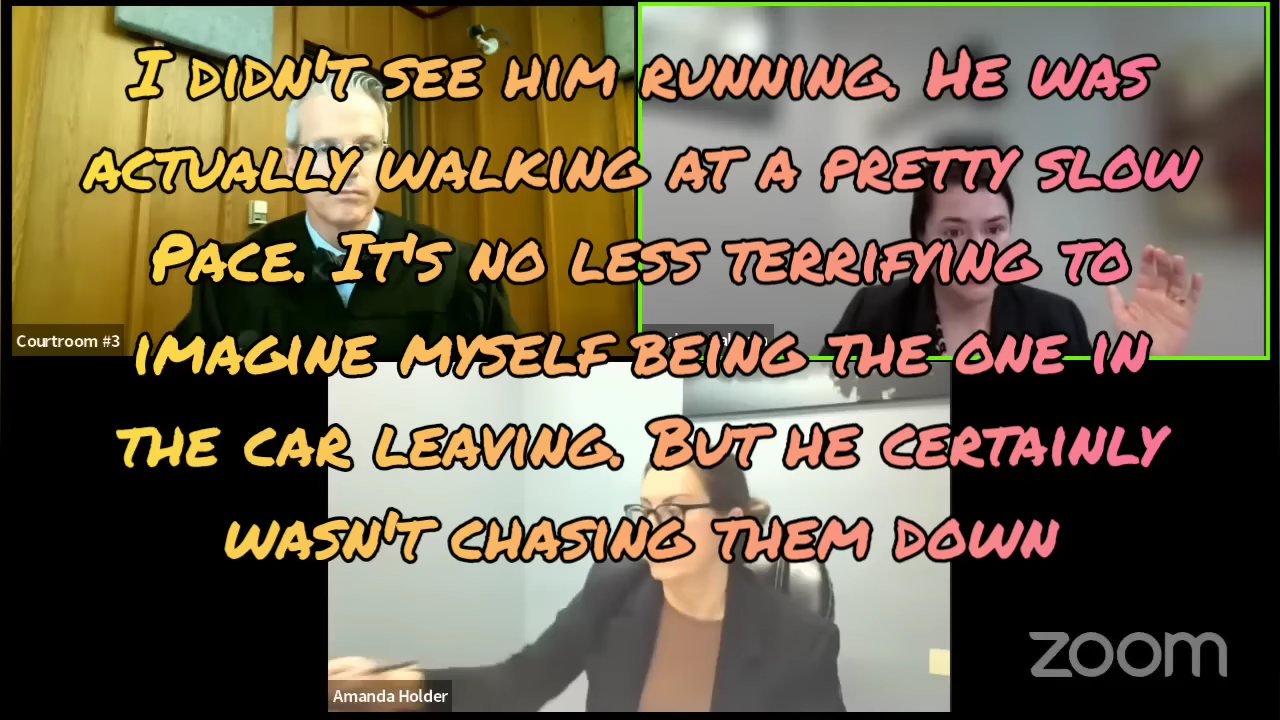 I didn't see him running. He was
actually walking at a pretty slow
Pace. It's no less terrifying to
imagine myself being the one in
the car leaving. But he certainly
wasn't chasing them down
Courtroom #3
Amanda Holder
zoom